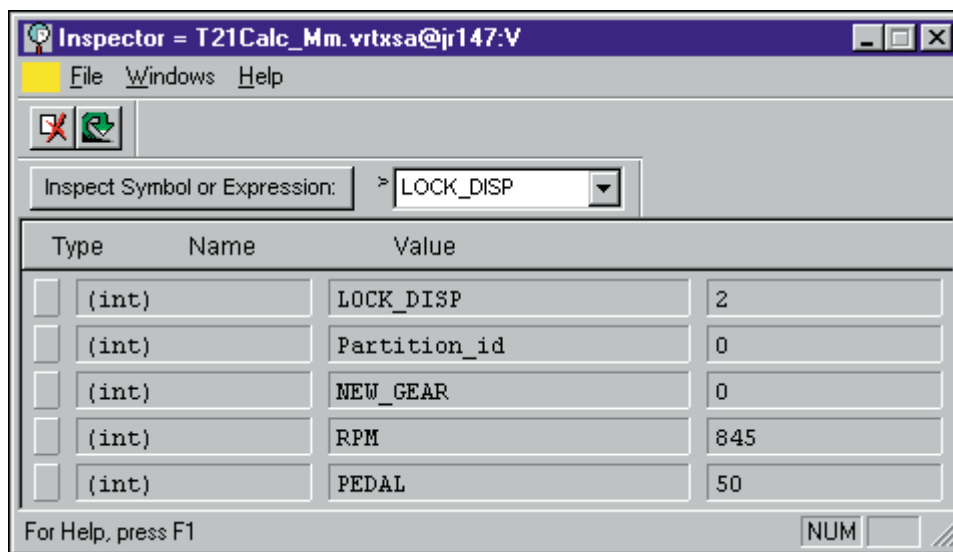 Inspector = T21Calc_Mm.vrtxsa@jr147:V
File Windows Help
Inspect Symbol or Expression: > LOCK_DISP
Type Name Value
(int) LOCK_DISP 2
(int) Partition_id 0
(int) NEW_GEAR 0
(int) RPM 845
(int) PEDAL 50
For Help, press F1 NUM